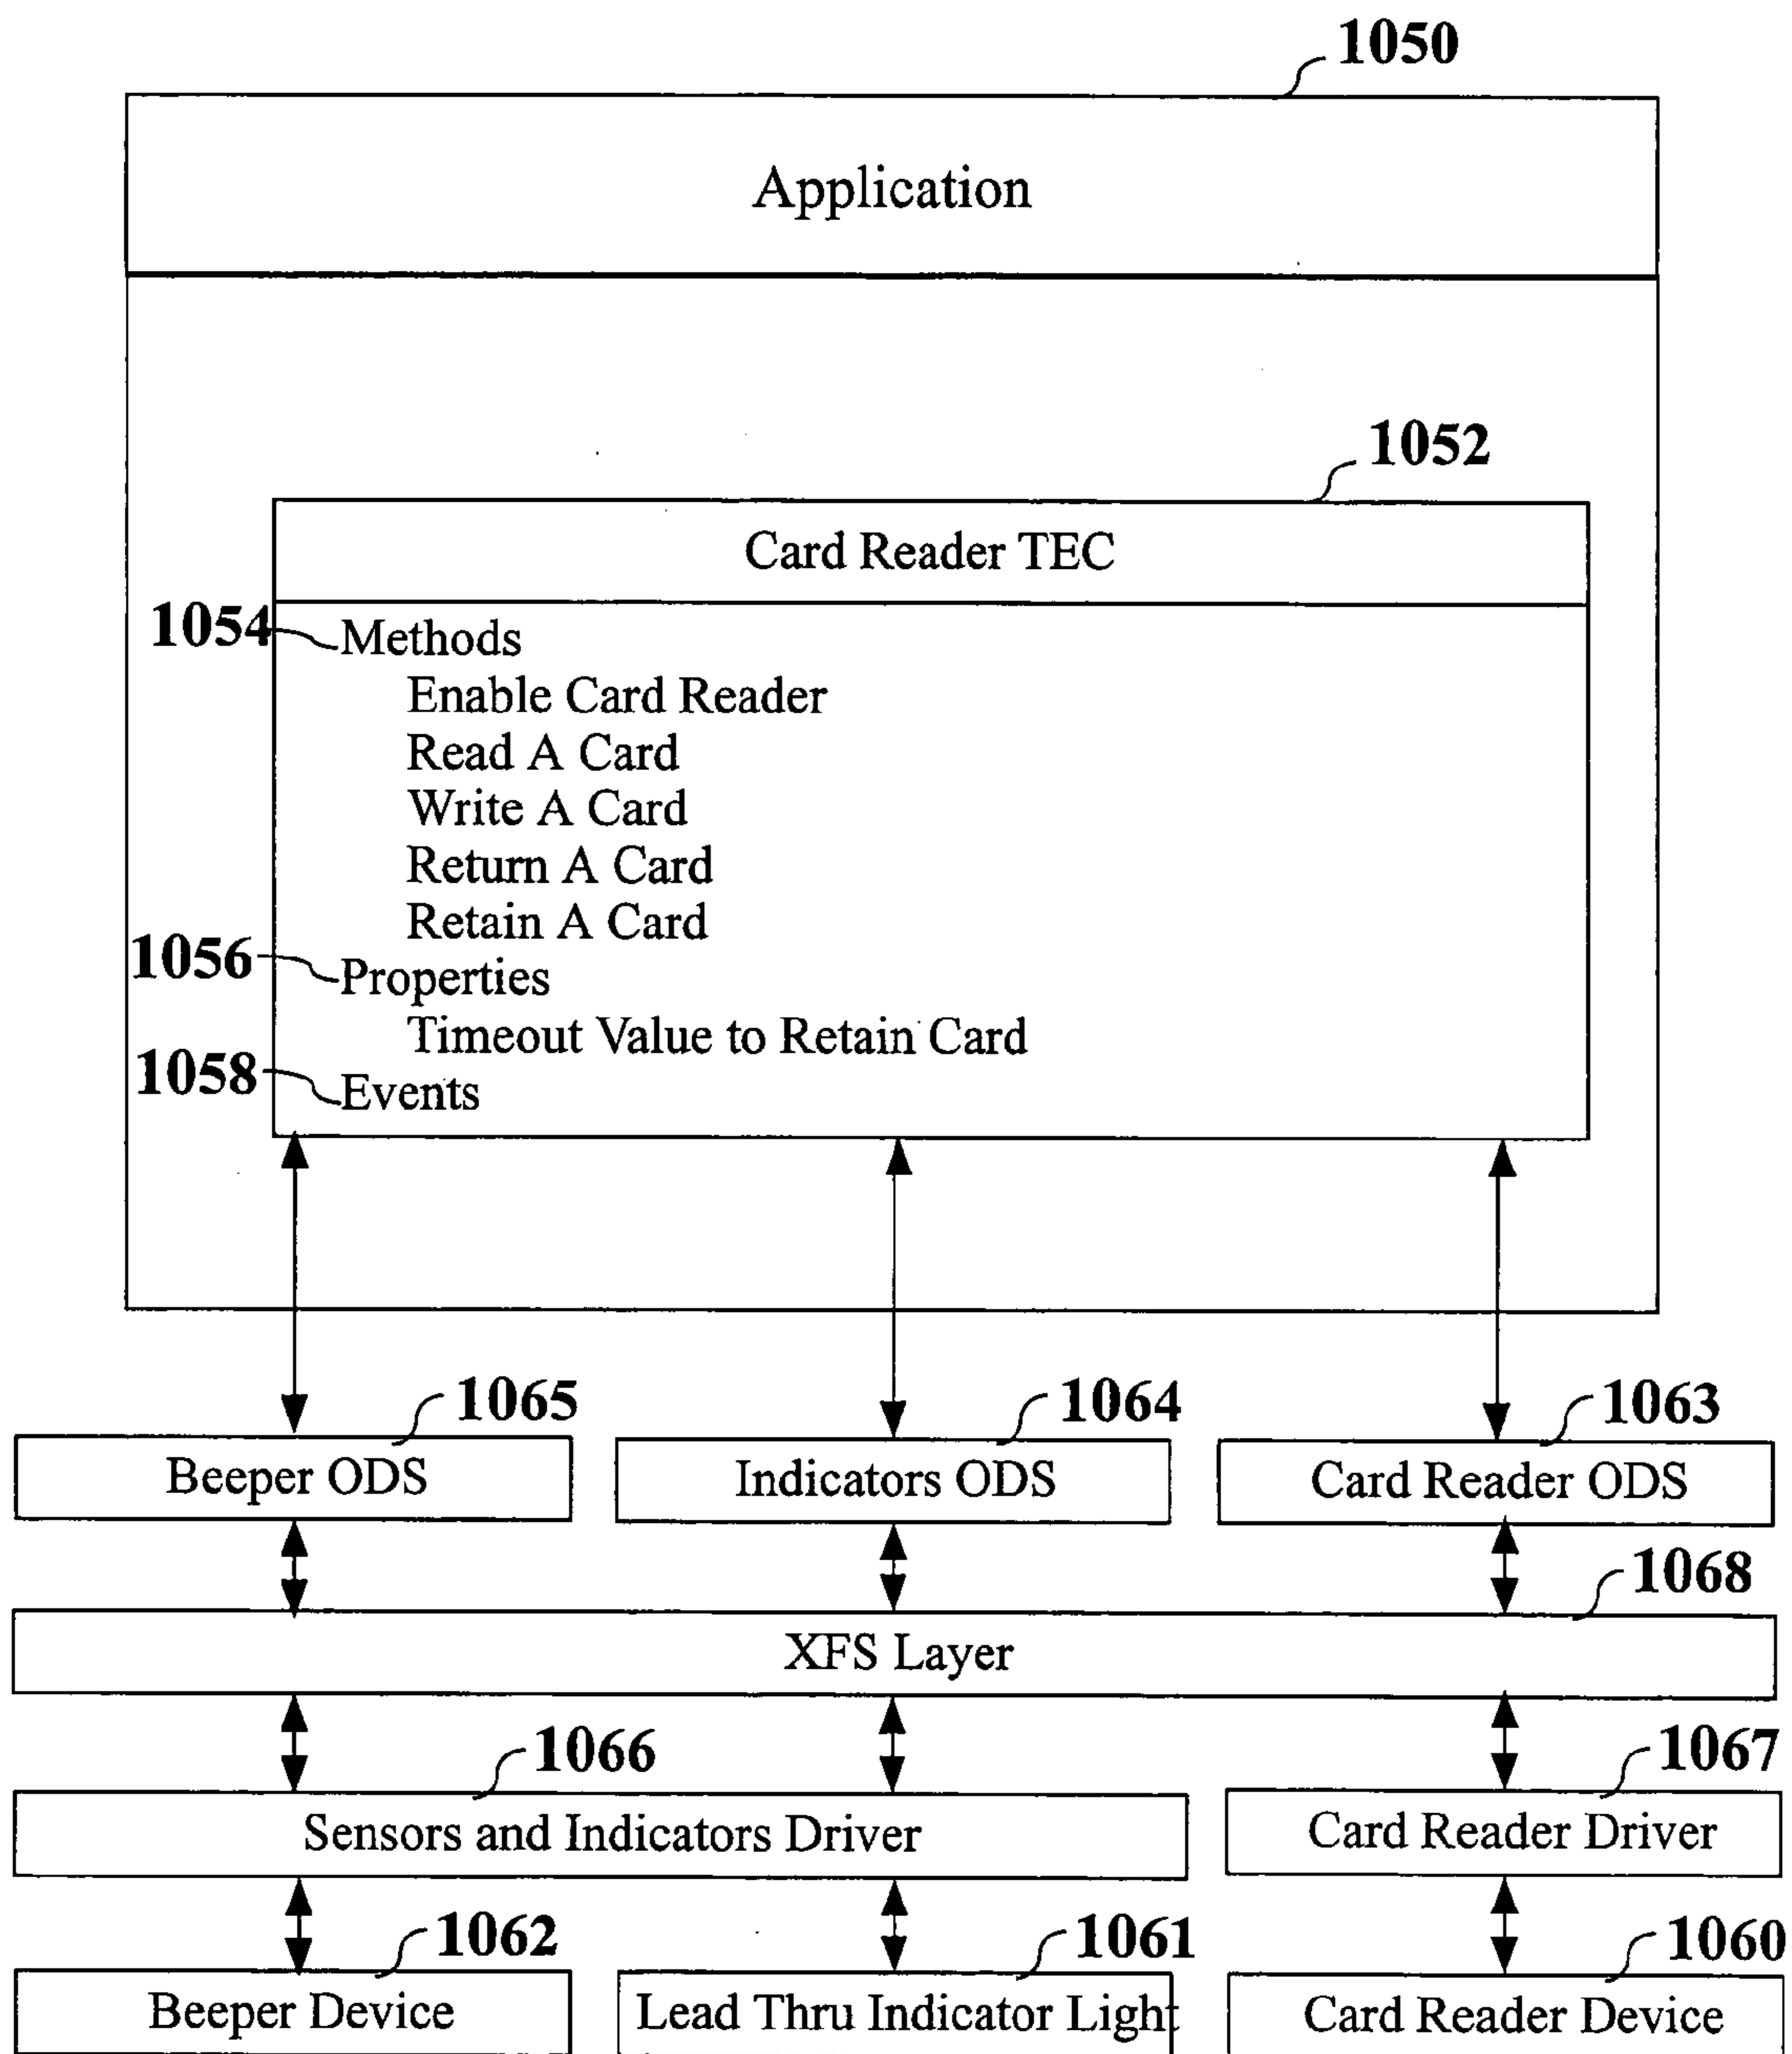 1050
Application
1052
Card Reader TEC
1054 Methods
Enable Card Reader
Read A Card
Write A Card
Return A Card
Retain A Card
1056 Properties
Timeout Value to Retain Card
1058 Events
1065 1064 1063
Beeper ODS Indicators ODS Card Reader ODS
1068
XFS Layer
1066 1067
Sensors and Indicators Driver Card Reader Driver
1062 1061 1060
Beeper Device Lead Thru Indicator Light Card Reader Device